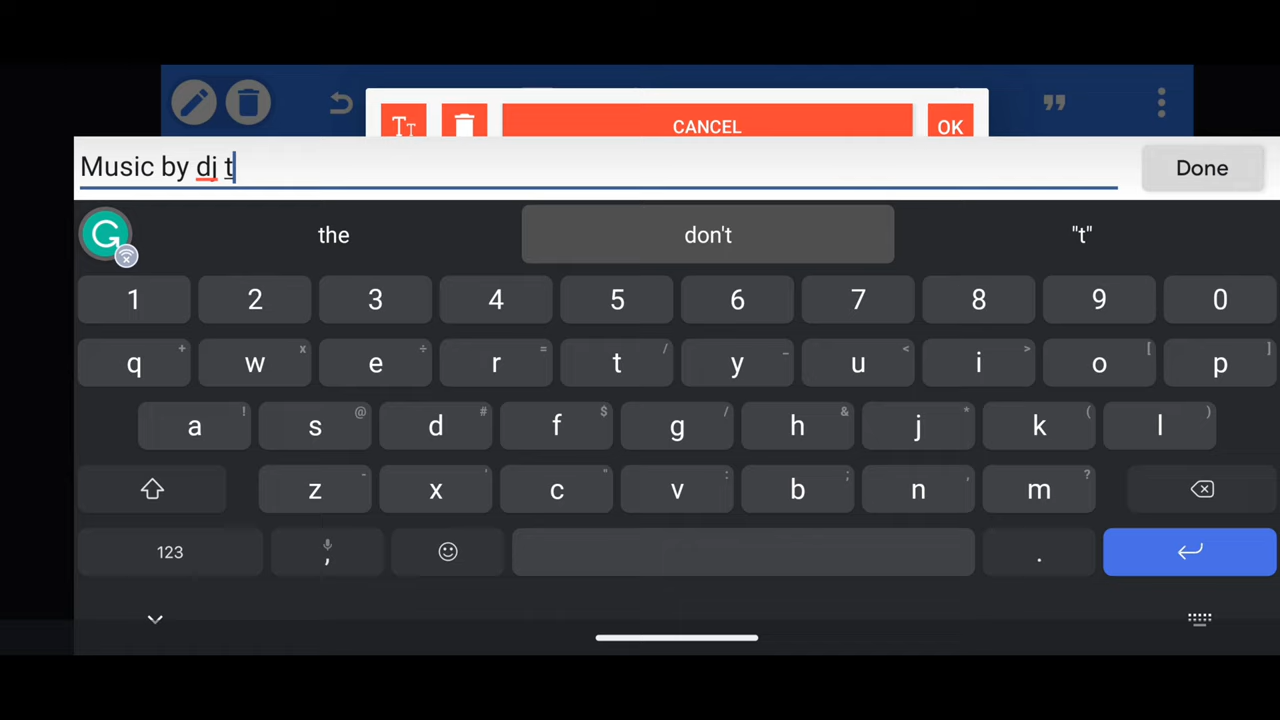 TT
CANCEL
OK
Music by dj t
Done
the
don't
"t"
1 2 3 4 5 6 7 8 9 0
q + w x e ÷ r = t / y _ u < i > o [ p ]
a ! s @ d # f $ g / h & j * k ( l )
z - x ' c " v : b ; n , m ?
123 , .